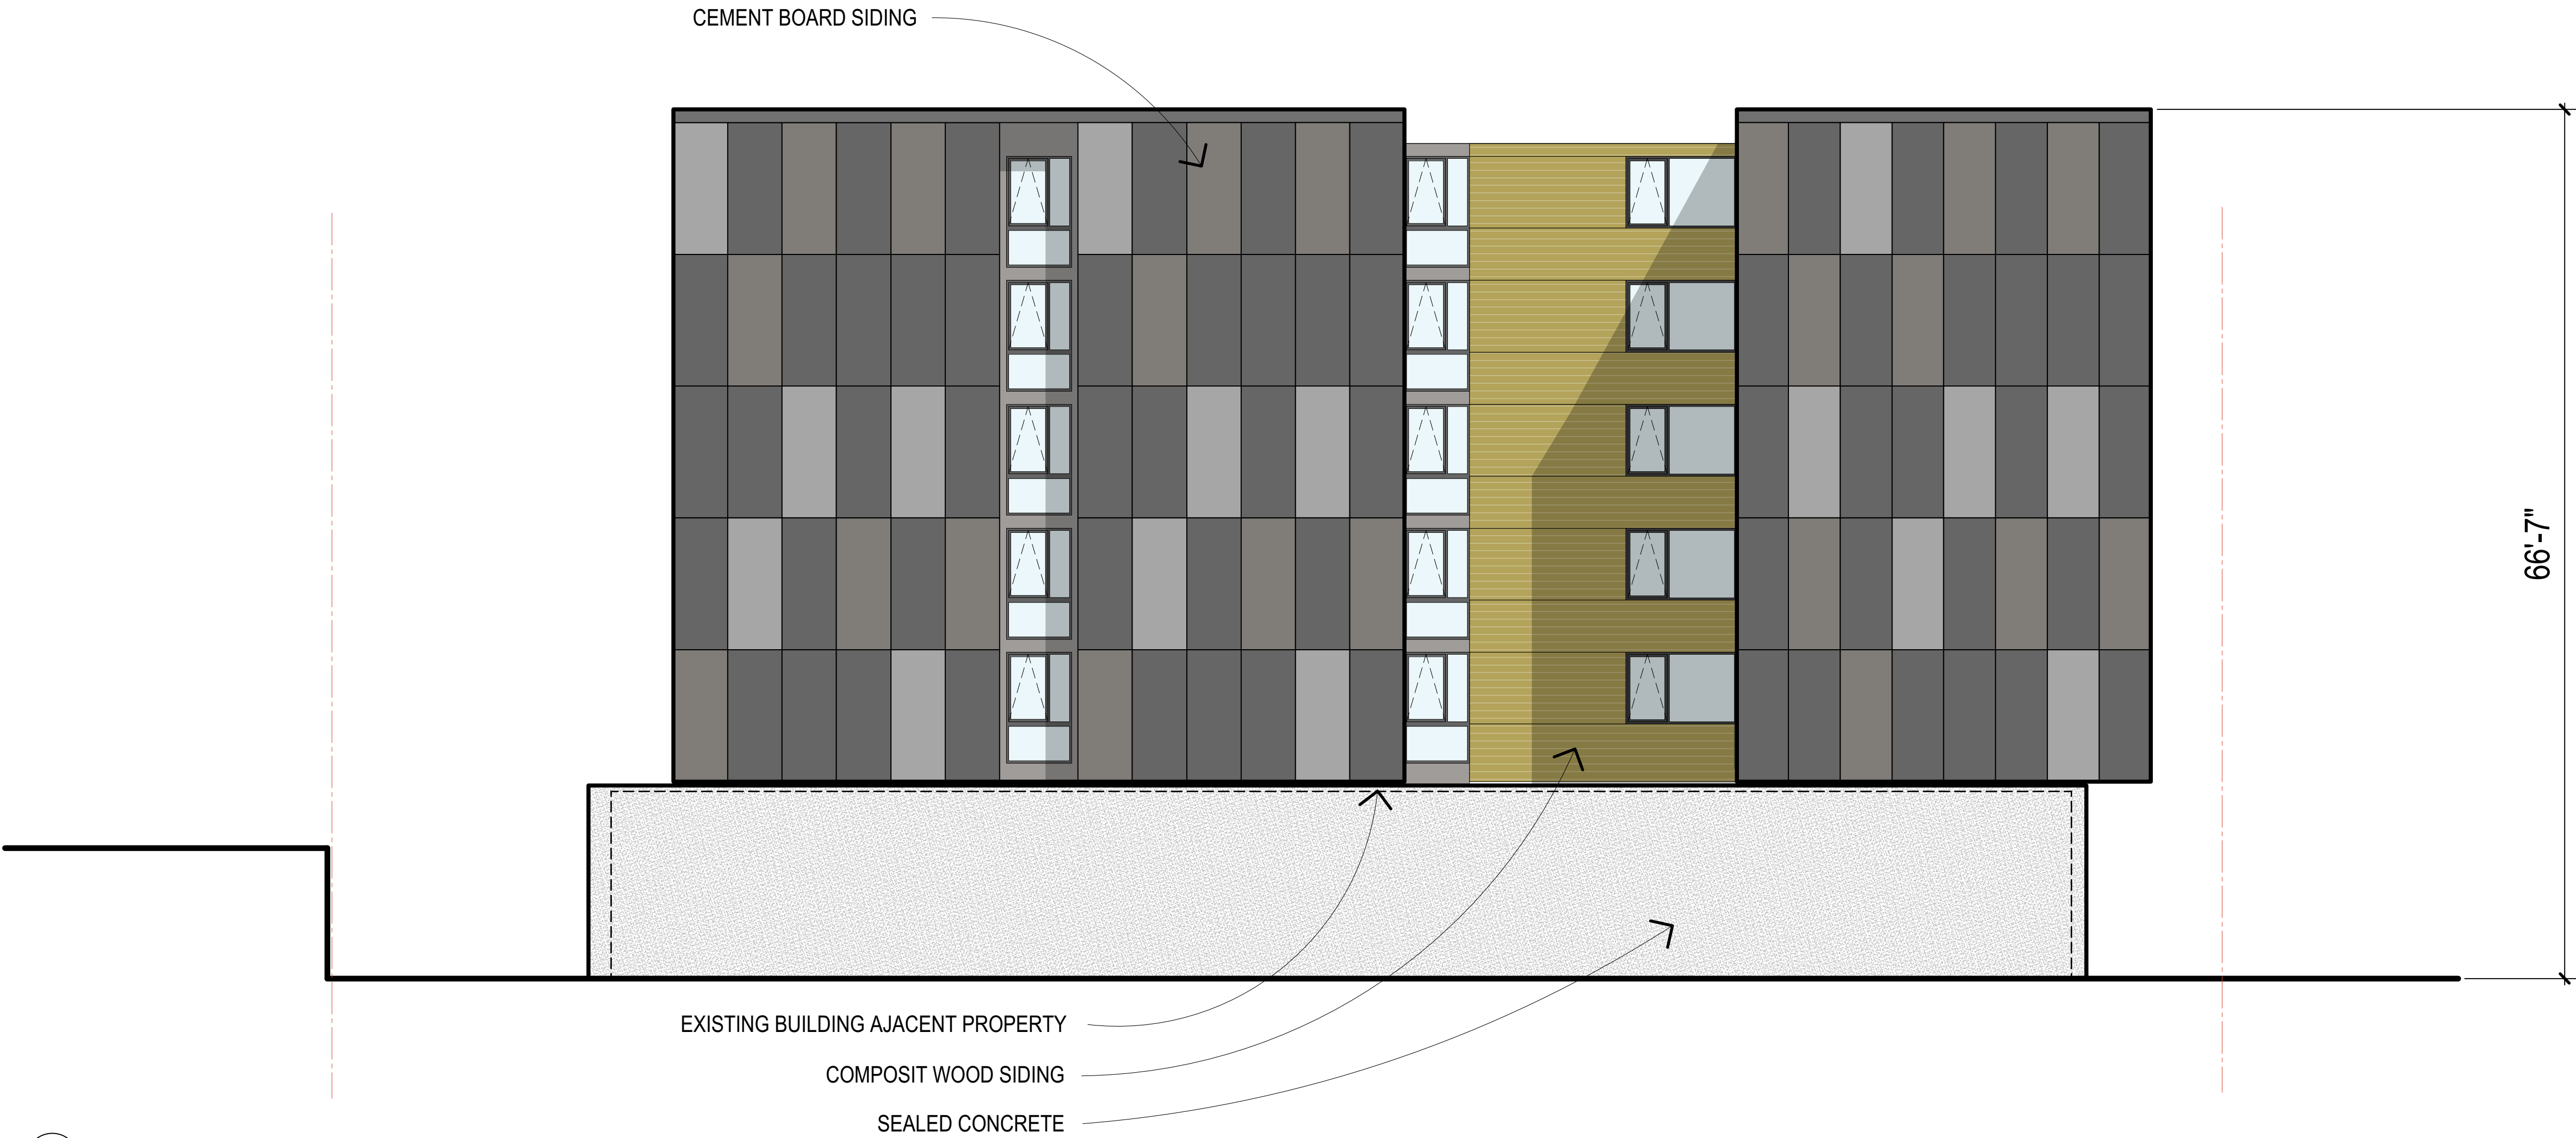 CEMENT BOARD SIDING
66'-7"
EXISTING BUILDING AJACENT PROPERTY
COMPOSIT WOOD SIDING
SEALED CONCRETE